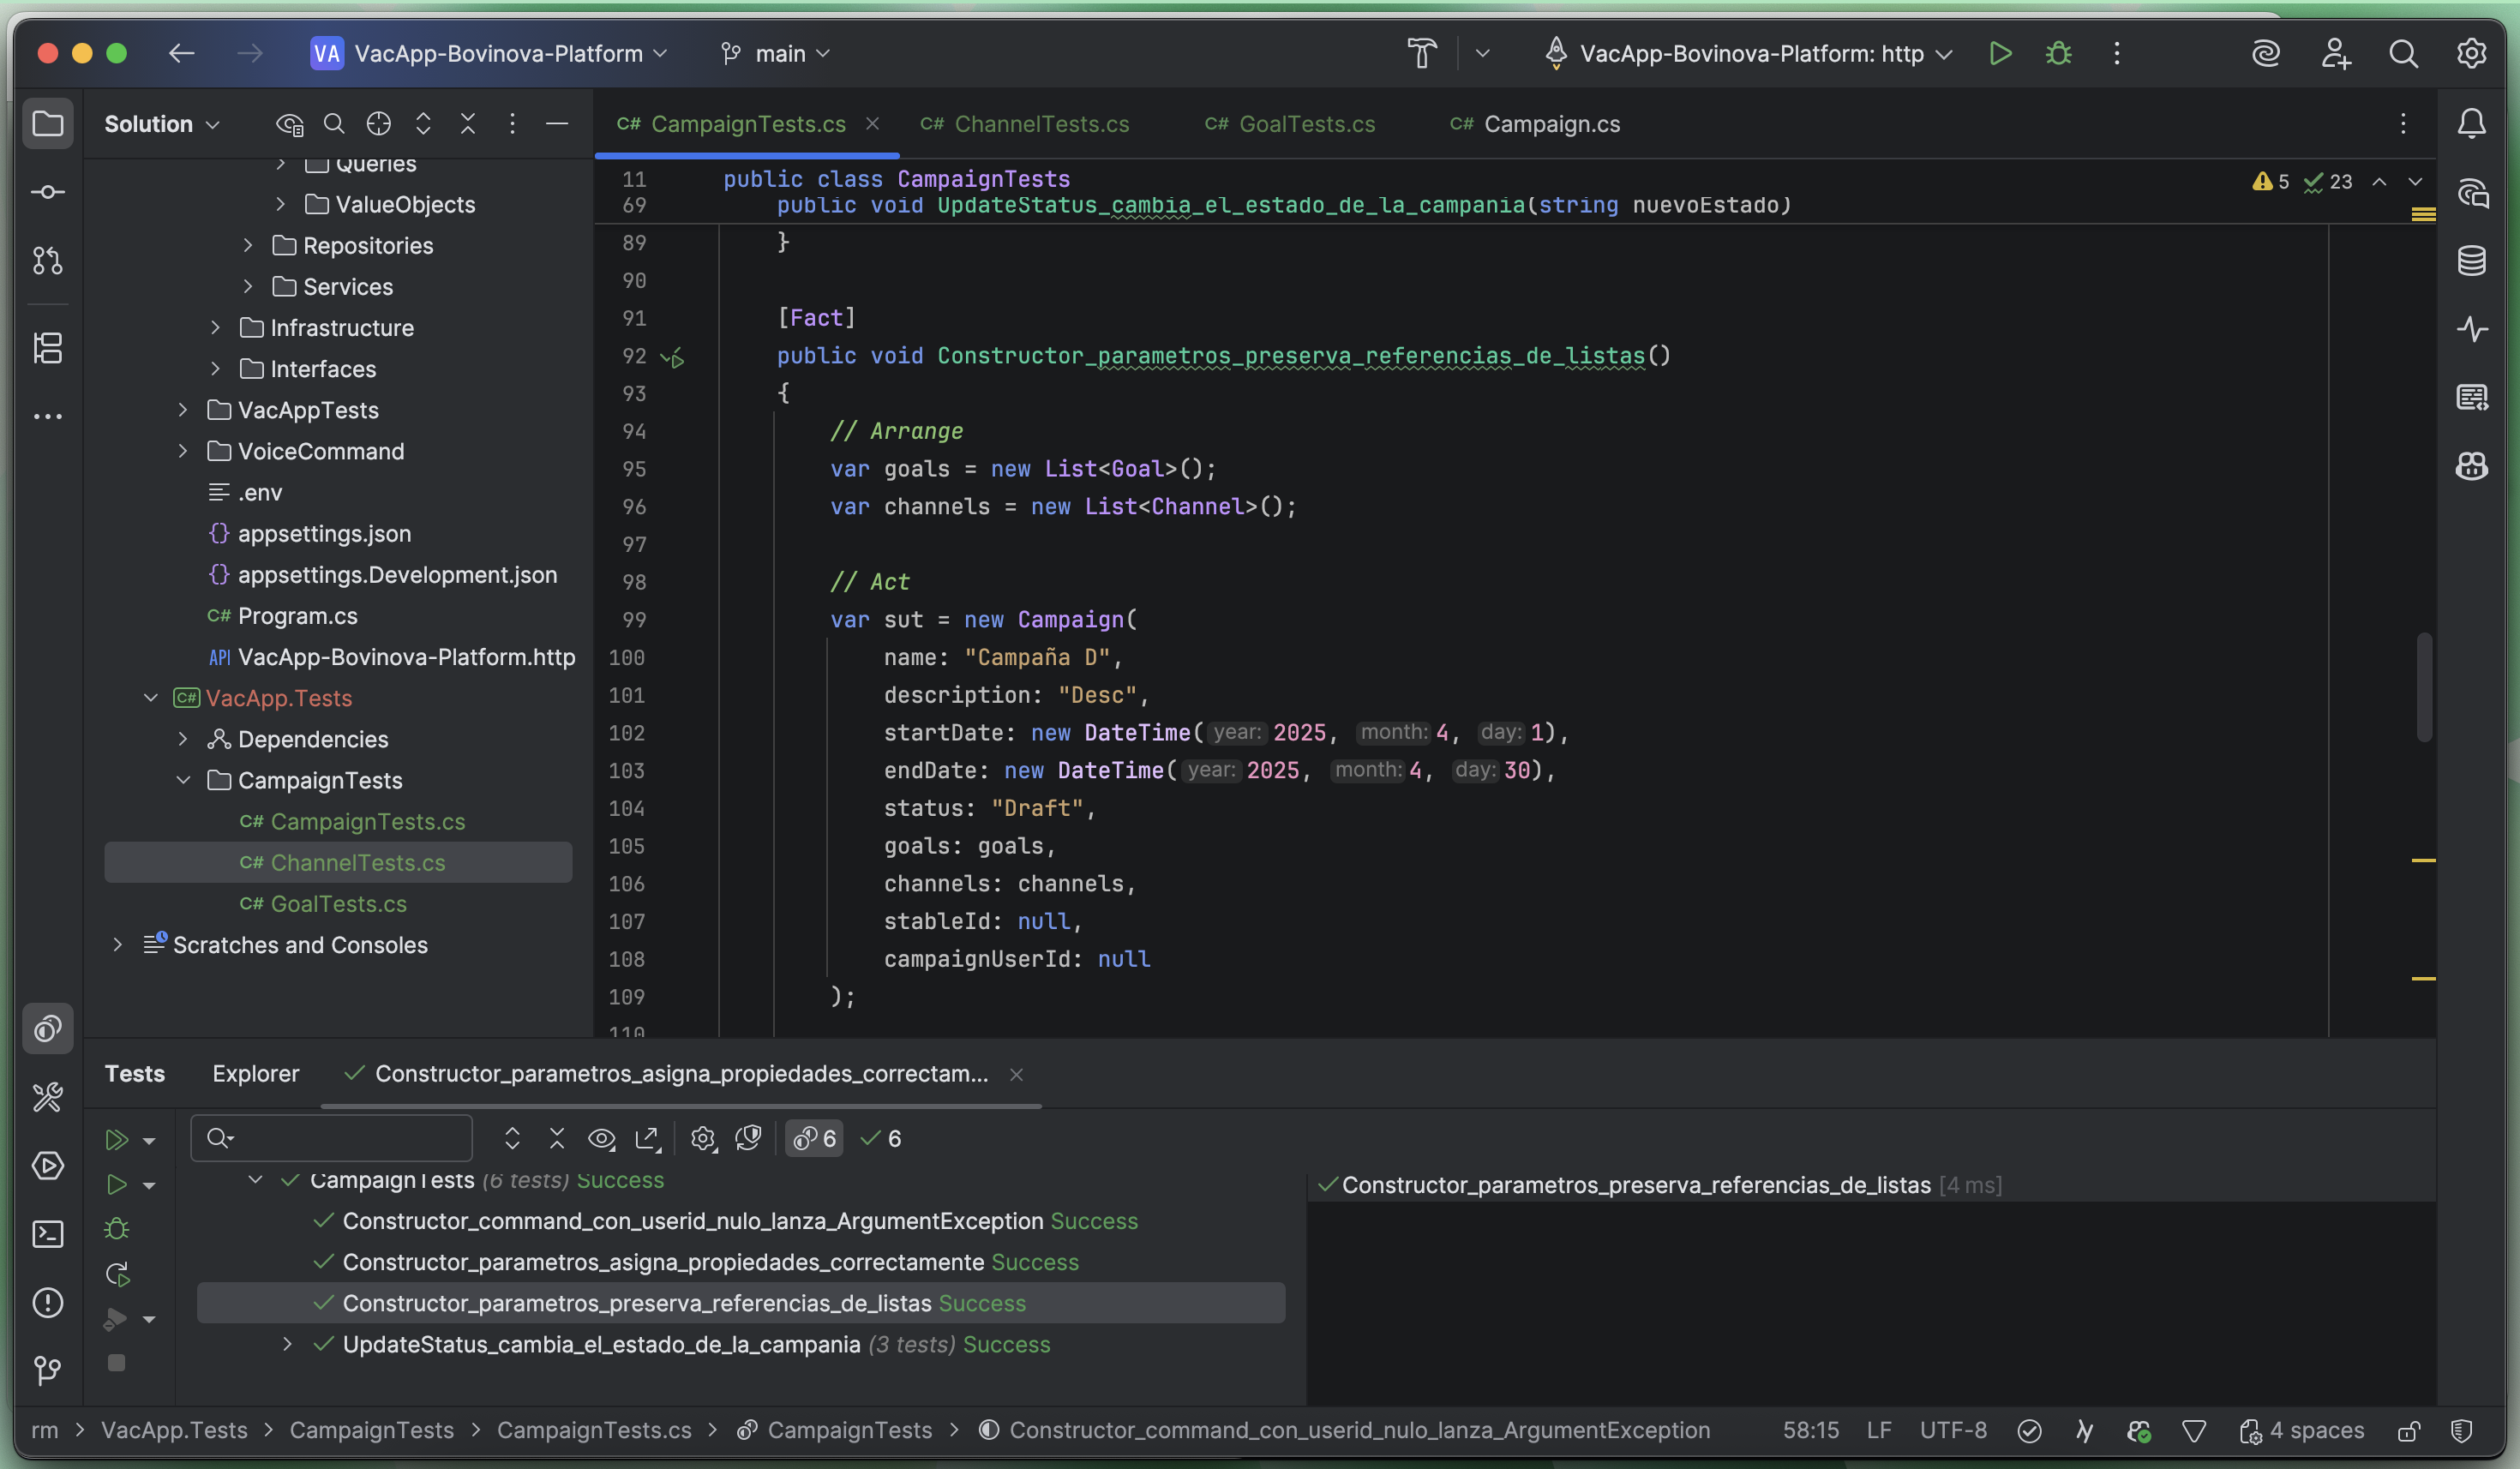 VA VacApp-Bovinova-Platform main VacApp-Bovinova-Platform: http
Solution
Queries
ValueObjects
Repositories
Services
Infrastructure
Interfaces
VacAppTests
VoiceCommand
.env
{} appsettings.json
{} appsettings.Development.json
C# Program.cs
API VacApp-Bovinova-Platform.http
C# VacApp.Tests
Dependencies
CampaignTests
C# CampaignTests.cs
C# ChannelTests.cs
C# GoalTests.cs
Scratches and Consoles
C# CampaignTests.cs C# ChannelTests.cs C# GoalTests.cs C# Campaign.cs
5 23
11 public class CampaignTests
69 public void UpdateStatus_cambia_el_estado_de_la_campania(string nuevoEstado)
89 }
90
91 [Fact]
92 public void Constructor_parametros_preserva_referencias_de_listas()
93 {
94 // Arrange
95 var goals = new List<Goal>();
96 var channels = new List<Channel>();
97
98 // Act
99 var sut = new Campaign(
100 name: "Campaña D",
101 description: "Desc",
102 startDate: new DateTime( year: 2025, month: 4, day: 1),
103 endDate: new DateTime( year: 2025, month: 4, day: 30),
104 status: "Draft",
105 goals: goals,
106 channels: channels,
107 stableId: null,
108 campaignUserId: null
109 );
110
Tests Explorer Constructor_parametros_asigna_propiedades_correctam...
6 6
CampaignTests (6 tests) Success
Constructor_command_con_userid_nulo_lanza_ArgumentException Success
Constructor_parametros_asigna_propiedades_correctamente Success
Constructor_parametros_preserva_referencias_de_listas Success
UpdateStatus_cambia_el_estado_de_la_campania (3 tests) Success
Constructor_parametros_preserva_referencias_de_listas [4 ms]
rm > VacApp.Tests > CampaignTests > CampaignTests.cs > CampaignTests > Constructor_command_con_userid_nulo_lanza_ArgumentException 58:15 LF UTF-8 4 spaces